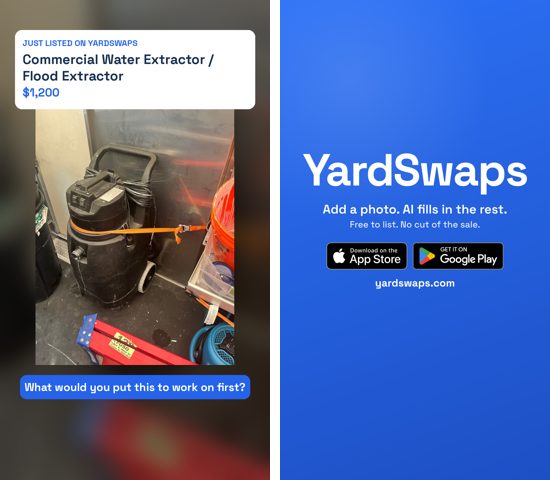 JUST LISTED ON YARDSWAPS
Commercial Water Extractor /
Flood Extractor
$1,200
What would you put this to work on first?
YardSwaps
Add a photo. AI fills in the rest.
Free to list. No cut of the sale.
Download on the
App Store
GET IT ON
Google Play
yardswaps.com